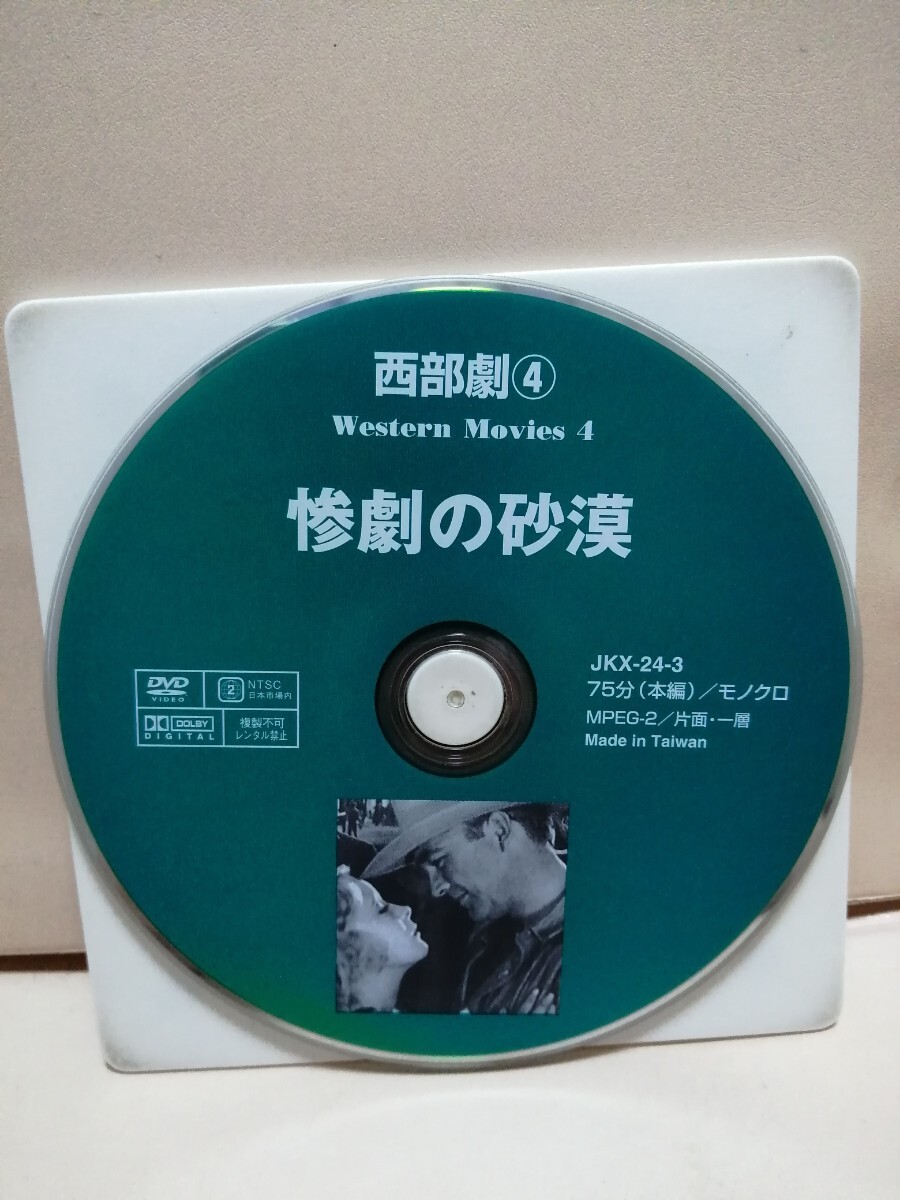 西部劇④
Western Movies 4
惨劇の砂漠
DVD
VIDEO
2
NTSC
日本市場内
DOLBY
DIGITAL
複製不可
レンタル禁止
JKX-24-3
75分(本編)/モノクロ
MPEG-2/片面・一層
Made in Taiwan